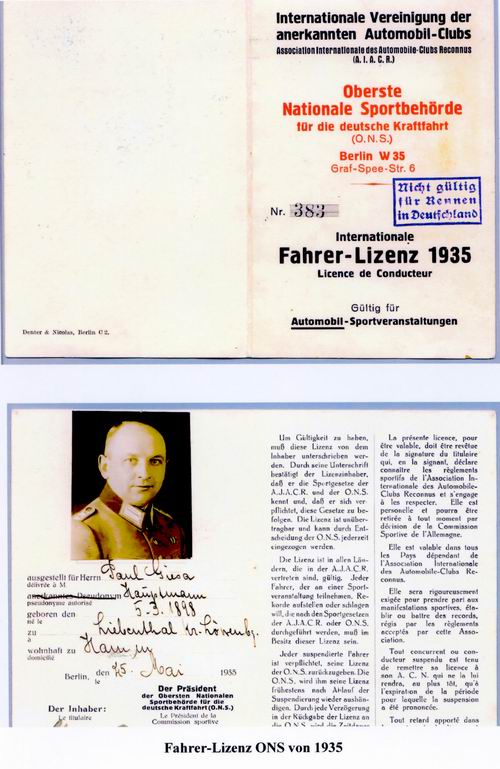 Internationale Vereinigung der
anerkannten Automobil-Clubs
Association Internationale des Automobile-Clubs Reconnus
(A. I. A. C. R.)
Oberste
Nationale Sportbehörde
für die deutsche Kraftfahrt
(O. N. S.)
Berlin W 35
Graf-Spee-Str. 6
Nicht gültig
für Rennen
in Deutschland
Nr. 383
Internationale
Fahrer-Lizenz 1935
Licence de Conducteur
Gültig für
Automobil-Sportveranstaltungen
Denter & Nicolas, Berlin C 2.
ausgestellt für Herrn Paul
délivrée à M.
anerkanntes Pseudonym Hauptmann
pseudonyme autorisé
geboren den 5.3.1898
né le
zu Liebenthal
à
wohnhaft zu Hamm
domicilié
Berlin, den 25. Mai 1935
le
Der Präsident
der Obersten Nationalen
Sportbehörde für die
deutsche Kraftfahrt (O.N.S.)
Der Inhaber:
Le titulaire
Le Président de la
Commission sportive
Um Gültigkeit zu haben,
muß diese Lizenz von dem
Inhaber unterschrieben wer-
den. Durch seine Unterschrift
bestätigt der Lizenzinhaber,
daß er die Sportgesetze der
A.J.A.C.R. und der O.N.S.
kennt und, daß er sich ver-
pflichtet, diese Gesetze zu be-
folgen. Die Lizenz ist unüber-
tragbar und kann durch Ent-
scheidung der O.N.S. jederzeit
eingezogen werden.
Die Lizenz ist in allen Län-
dern, die in der A.J.A.C.R.
vertreten sind, gültig. Jeder
Fahrer, der an einer Sport-
veranstaltung teilnehmen, Re-
korde aufstellen oder schlagen
will, die nach den Sportgesetzen
der A.J.A.C.R. oder O.N.S.
durchgeführt werden, muß im
Besitz dieser Lizenz sein.
Jeder suspendierte Fahrer
ist verpflichtet, seine Lizenz
der O.N.S. zurückzugeben. Die
O.N.S. wird ihm seine Lizenz
frühestens nach Ablauf der
Suspendierung wieder aushän-
digen. Durch jede Verzögerung
in der Rückgabe der Lizenz an
die O.N.S. wird die Zeitdauer
La présente licence, pour
être valable, doit être revêtue
de la signature du titulaire
qui, en la signant, déclare
connaître les règlements
sportifs de l'Association In-
ternationale des Automobile-
Clubs Reconnus et s'engage
à les respecter. Elle est
personelle et pourra être
retirée à tout moment par
décision de la Commission
Sportive de l'Allemagne.
Elle est valable dans tous
les Pays dépendant de
l'Association Internationale
des Automobile-Clubs Re-
connus.
Elle sera rigoureusement
exigée pour prendre part aux
manifestations sportives, éta-
blir ou battre des records,
régis par les règlements
acceptés par cette Asso-
ciation.
Tout concurrent ou con-
ducteur suspendu est tenu
de remettre sa licence à
son A. C. N. qui ne la lui
rendra, au plus tôt, qu'à
l'expiration de la période
pour laquelle la suspension
a été prononcée.
Tout retard apporté dans
Fahrer-Lizenz ONS von 1935